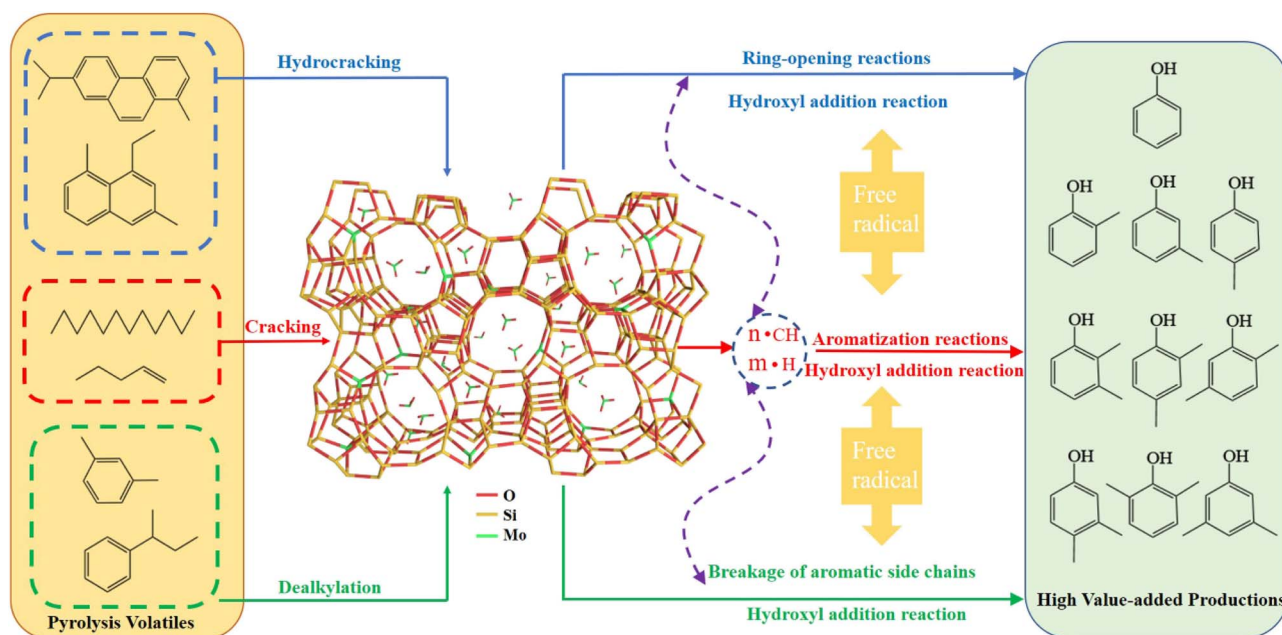 Hydrocracking
Cracking
Dealkylation
Pyrolysis Volatiles
O
Si
Mo
Ring-opening reactions
Hydroxyl addition reaction
Free
radical
n•CH
m•H
Aromatization reactions
Hydroxyl addition reaction
Free
radical
Breakage of aromatic side chains
Hydroxyl addition reaction
OH
OH
OH
OH
OH
OH
OH
OH
OH
OH
High Value-added Productions